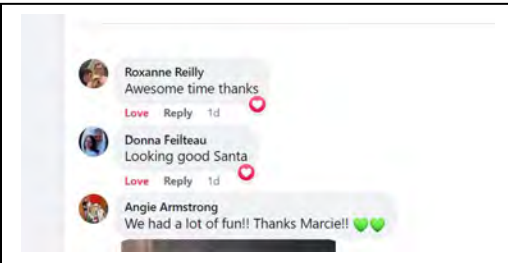 Roxanne Reilly
Awesome time thanks
Love Reply 1d
Donna Feilteau
Looking good Santa
Love Reply 1d
Angie Armstrong
We had a lot of fun!! Thanks Marcie!! 💚💚